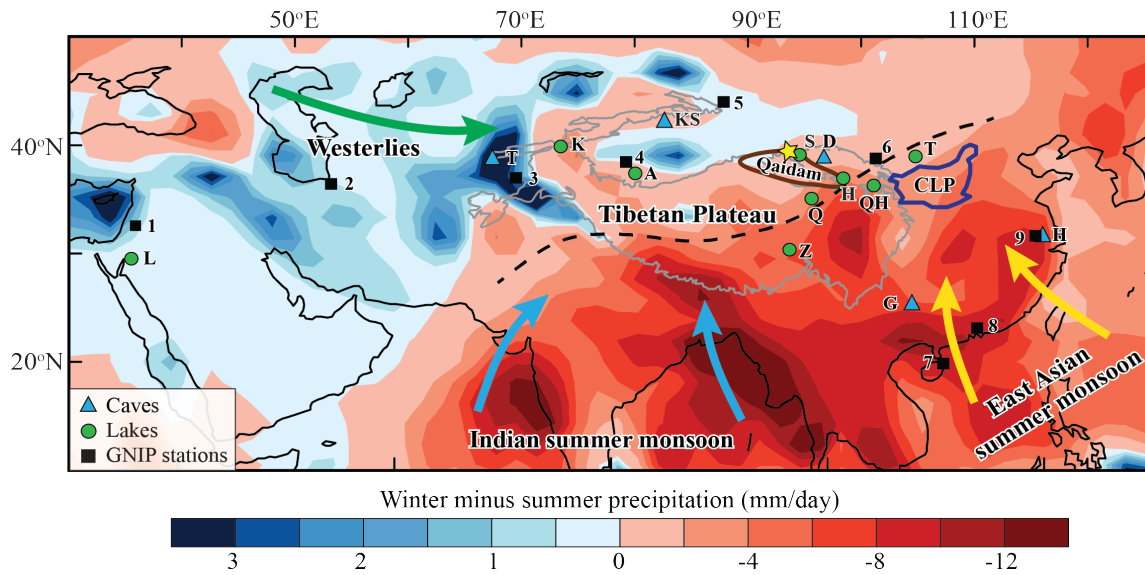 50°E
90°E
110°E
40°N
20°N
Westerlies
Tibetan Plateau
Qaidam
CLP
Indian summer monsoon
East Asian
summer monsoon
T
K
KS
5
4
A
3
2
1
L
S
D
6
T
H
QH
Q
Z
9
H
G
8
7
Caves
Lakes
GNIP stations
Winter minus summer precipitation (mm/day)
3
2
1
0
-4
-8
-12